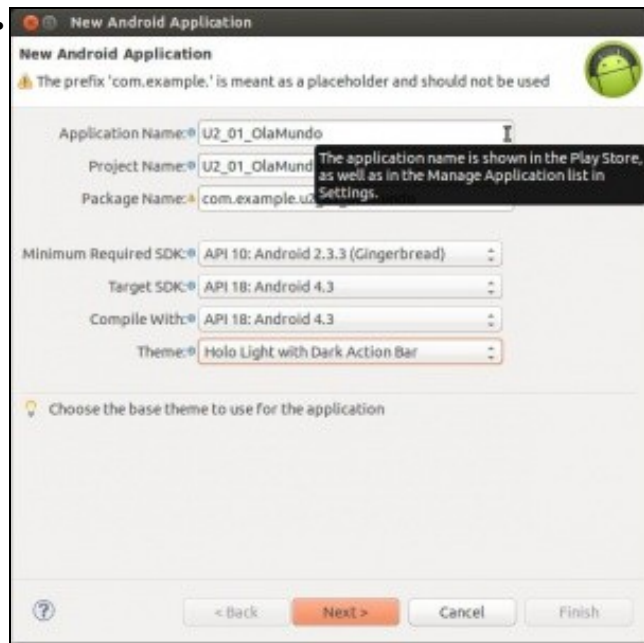 New Android Application
New Android Application
The prefix 'com.example.' is meant as a placeholder and should not be used
Application Name: U2_01_OlaMundo
The application name is shown in the Play Store,
as well as in the Manage Application list in
Settings.
Project Name: U2_01_OlaMund
Package Name: com.example.u2
Minimum Required SDK: API 10: Android 2.3.3 (Gingerbread)
Target SDK: API 18: Android 4.3
Compile With: API 18: Android 4.3
Theme: Holo Light with Dark Action Bar
Choose the base theme to use for the application
?
< Back
Next >
Cancel
Finish